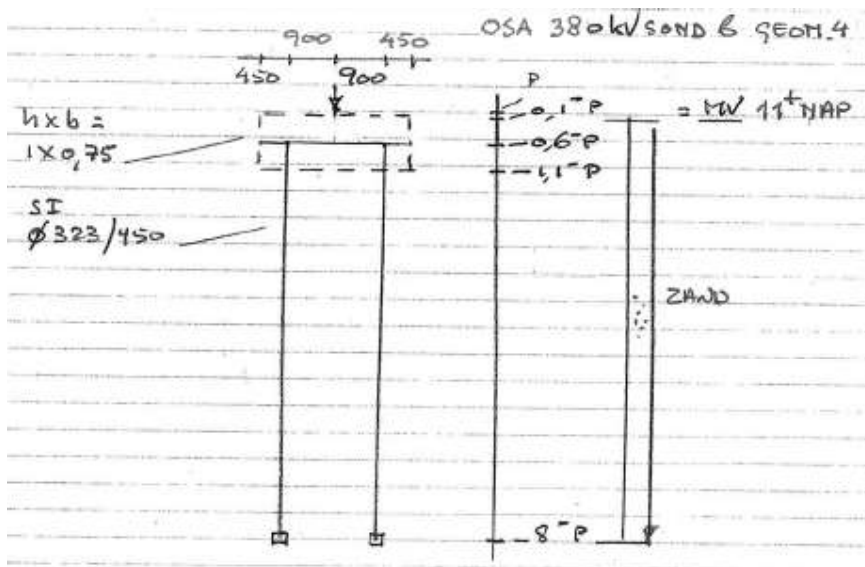 OSA 380kV SOND 6 GEOM.4
900 450
450 900
P
0,1⁻P = MV 11⁺ NAP
h x b =
1 x 0,75
0,6⁻P
1,1⁻P
SI
Ø 323/450
ZAND
8⁻P